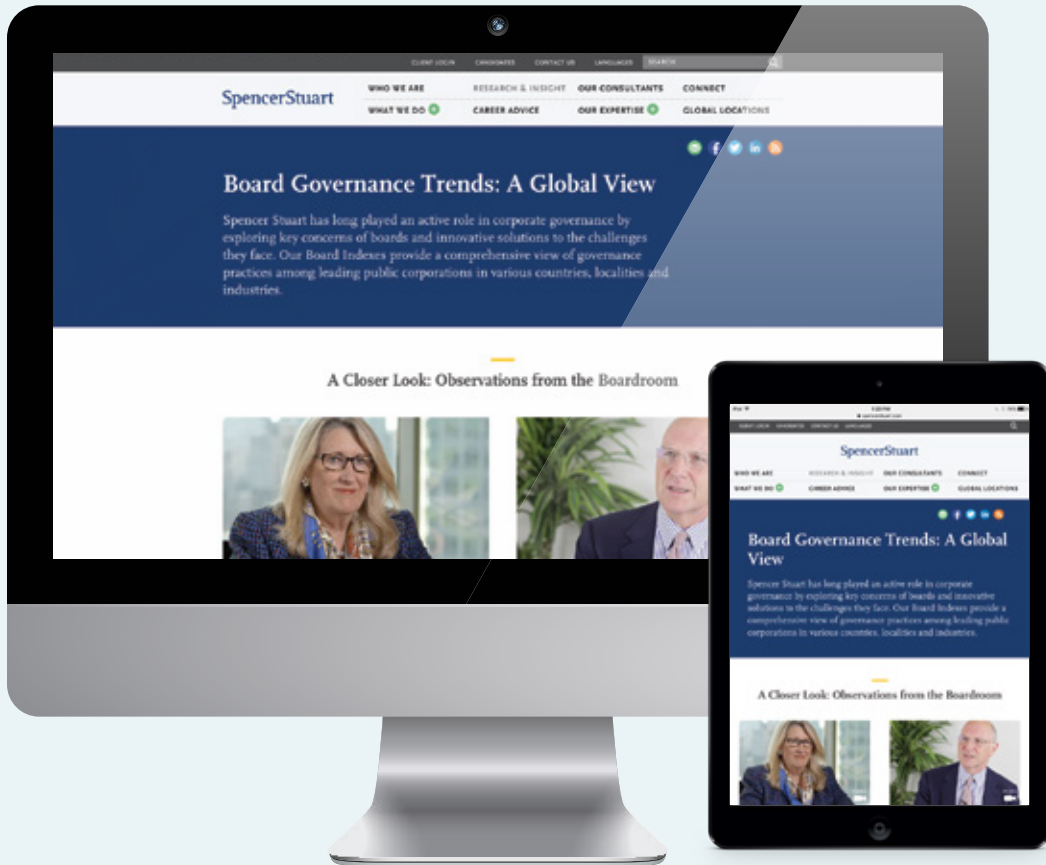 CLIENT LOGIN CANDIDATES CONTACT US LANGUAGES SEARCH
SpencerStuart
WHO WE ARE RESEARCH & INSIGHT OUR CONSULTANTS CONNECT
WHAT WE DO CAREER ADVICE OUR EXPERTISE GLOBAL LOCATIONS
Board Governance Trends: A Global View
Spencer Stuart has long played an active role in corporate governance by
exploring key concerns of boards and innovative solutions to the challenges
they face. Our Board Indexes provide a comprehensive view of governance
practices among leading public corporations in various countries, localities and
industries.
A Closer Look: Observations from the Boardroom
CLIENT LOGIN CANDIDATES CONTACT US LANGUAGES
SpencerStuart
WHO WE ARE RESEARCH & INSIGHT OUR CONSULTANTS CONNECT
WHAT WE DO CAREER ADVICE OUR EXPERTISE GLOBAL LOCATIONS
Board Governance Trends: A Global
View
Spencer Stuart has long played an active role in corporate
governance by exploring key concerns of boards and innovative
solutions to the challenges they face. Our Board Indexes provide a
comprehensive view of governance practices among leading public
corporations in various countries, localities and industries.
A Closer Look: Observations from the Boardroom